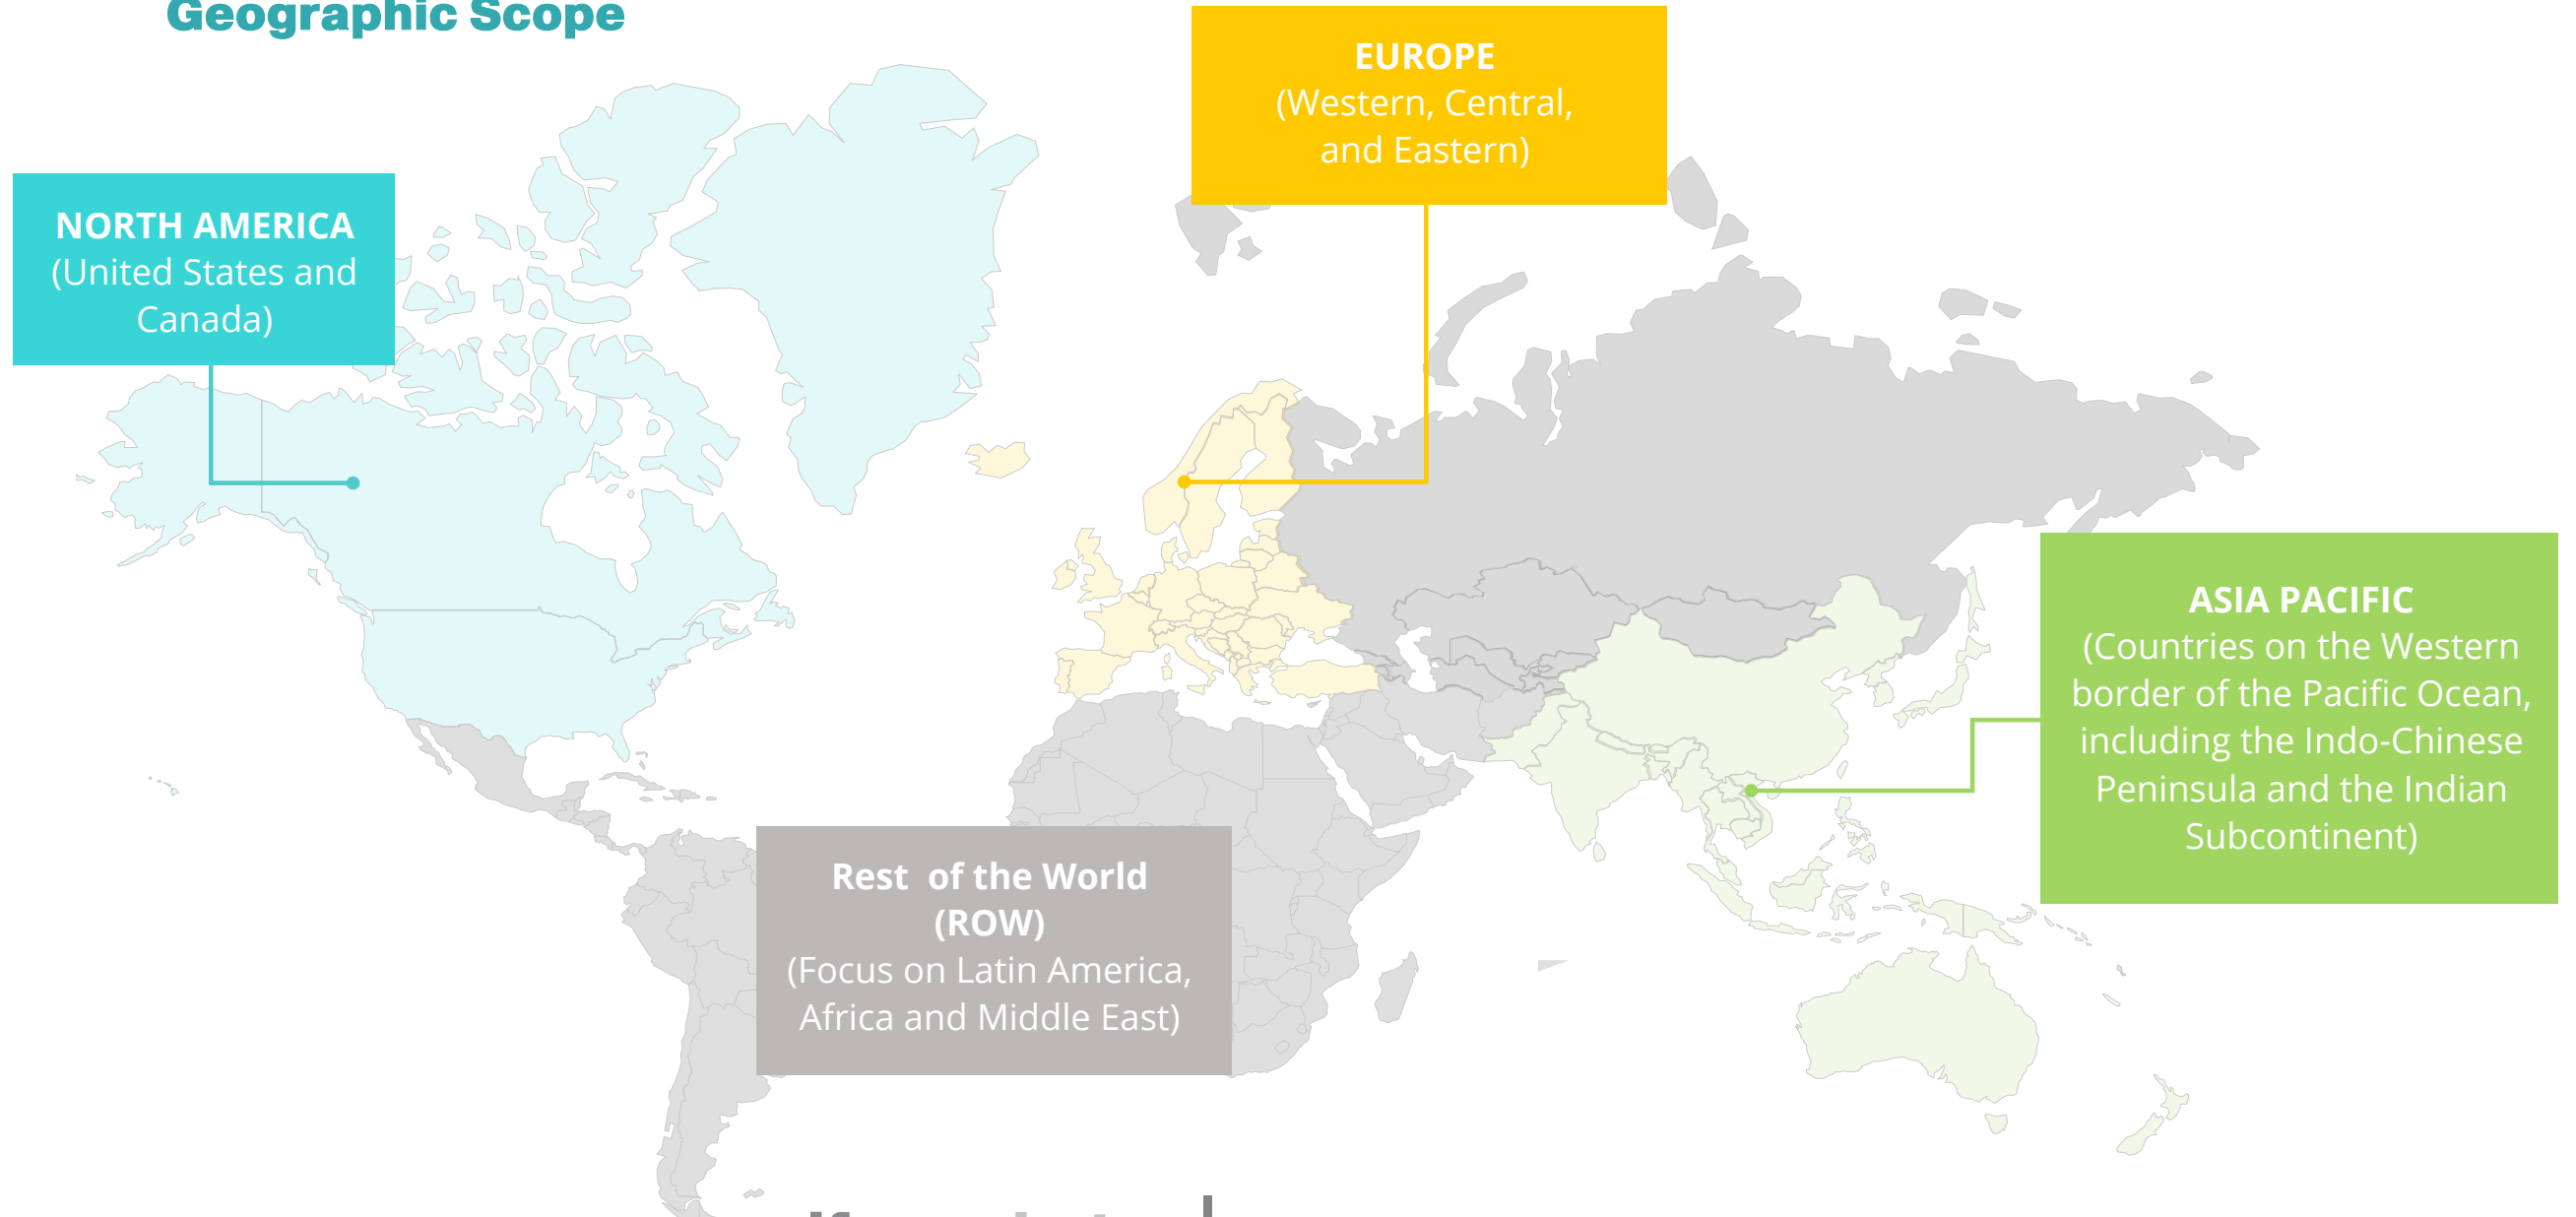 Geographic Scope
EUROPE
(Western, Central,
and Eastern)
NORTH AMERICA
(United States and
Canada)
ASIA PACIFIC
(Countries on the Western
border of the Pacific Ocean,
including the Indo-Chinese
Peninsula and the Indian
Subcontinent)
Rest of the World
(ROW)
(Focus on Latin America,
Africa and Middle East)